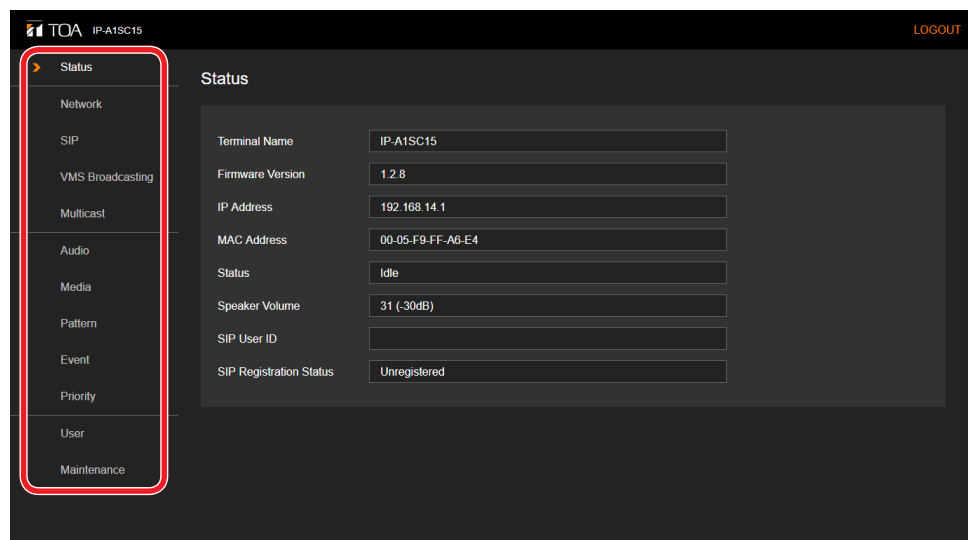 TOA IP-A1SC15
LOGOUT
Status
Network
SIP
VMS Broadcasting
Multicast
Audio
Media
Pattern
Event
Priority
User
Maintenance
Status
Terminal Name IP-A1SC15
Firmware Version 1.2.8
IP Address 192.168.14.1
MAC Address 00-05-F9-FF-A6-E4
Status Idle
Speaker Volume 31 (-30dB)
SIP User ID
SIP Registration Status Unregistered